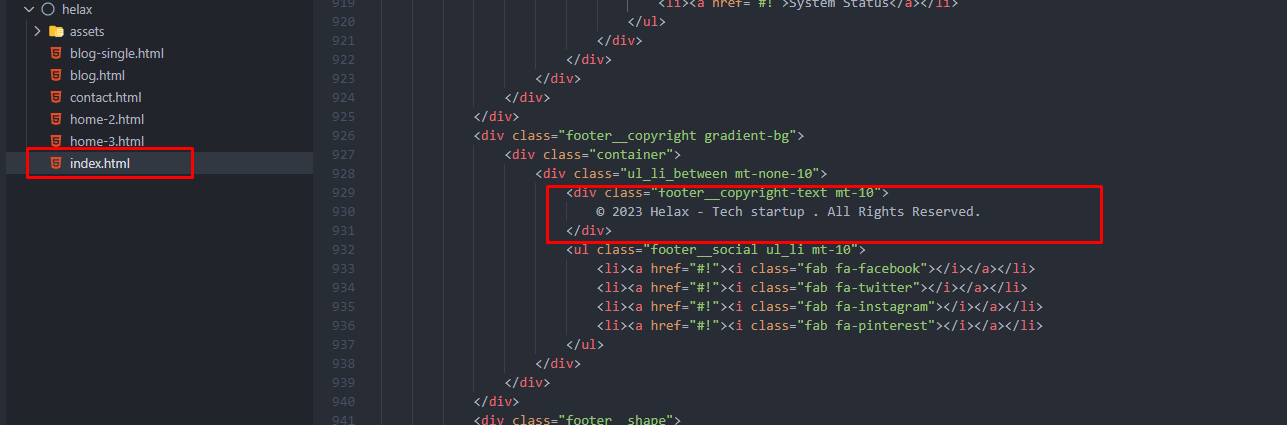 helax
assets
blog-single.html
blog.html
contact.html
home-2.html
home-3.html
index.html
919 <li><a href="#!">System Status</a></li>
920 </ul>
921 </div>
922 </div>
923 </div>
924 </div>
925 </div>
926 <div class="footer__copyright gradient-bg">
927 <div class="container">
928 <div class="ul_li_between mt-none-10">
929 <div class="footer__copyright-text mt-10">
930 © 2023 Helax - Tech startup . All Rights Reserved.
931 </div>
932 <ul class="footer__social ul_li mt-10">
933 <li><a href="#!"><i class="fab fa-facebook"></i></a></li>
934 <li><a href="#!"><i class="fab fa-twitter"></i></a></li>
935 <li><a href="#!"><i class="fab fa-instagram"></i></a></li>
936 <li><a href="#!"><i class="fab fa-pinterest"></i></a></li>
937 </ul>
938 </div>
939 </div>
940 </div>
941 <div class="footer__shape">